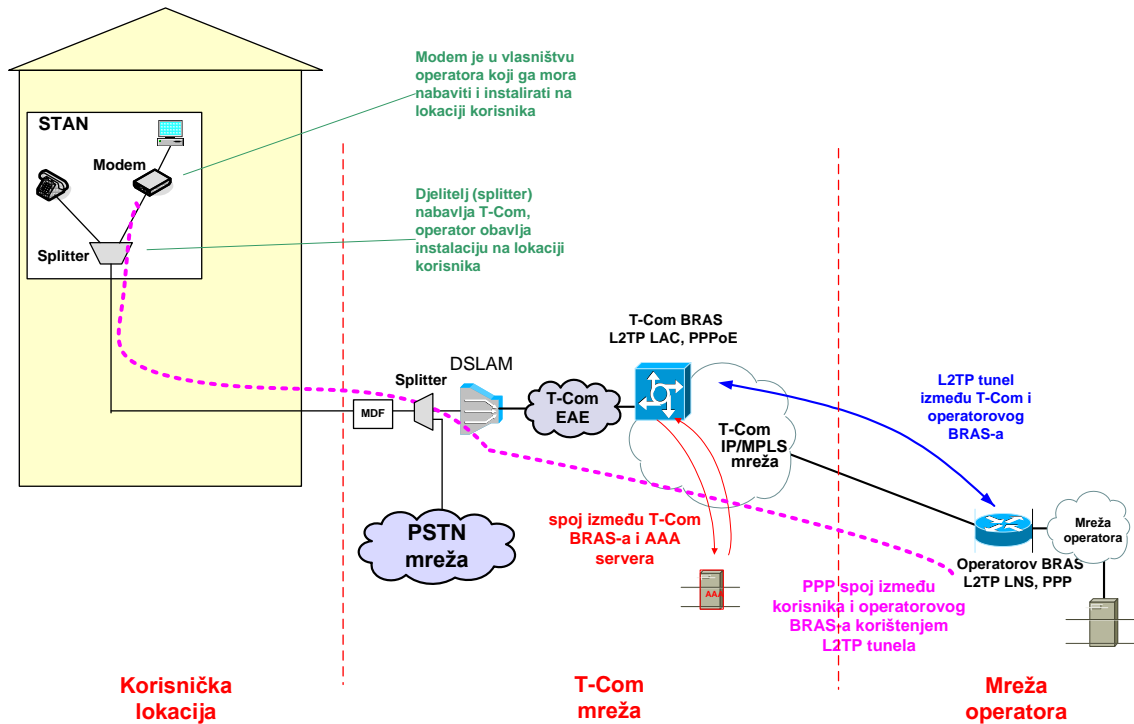 Modem je u vlasništvu
operatora koji ga mora
nabaviti i instalirati na
lokaciji korisnika
STAN
Modem
Djelitelj (splitter)
nabavlja T-Com,
operator obavlja
instalaciju na lokaciji
korisnika
Splitter
T-Com BRAS
L2TP LAC, PPPoE
DSLAM
Splitter
MDF
T-Com
EAE
T-Com
IP/MPLS
mreža
L2TP tunel
između T-Com i
operatorovog
BRAS-a
PSTN
mreža
spoj između T-Com
BRAS-a i AAA
servera
AAA
Mreža
operatora
Operatorov BRAS
L2TP LNS, PPP
PPP spoj između
korisnika i operatorovog
BRAS-a korištenjem
L2TP tunela
Korisnička
lokacija
T-Com
mreža
Mreža
operatora